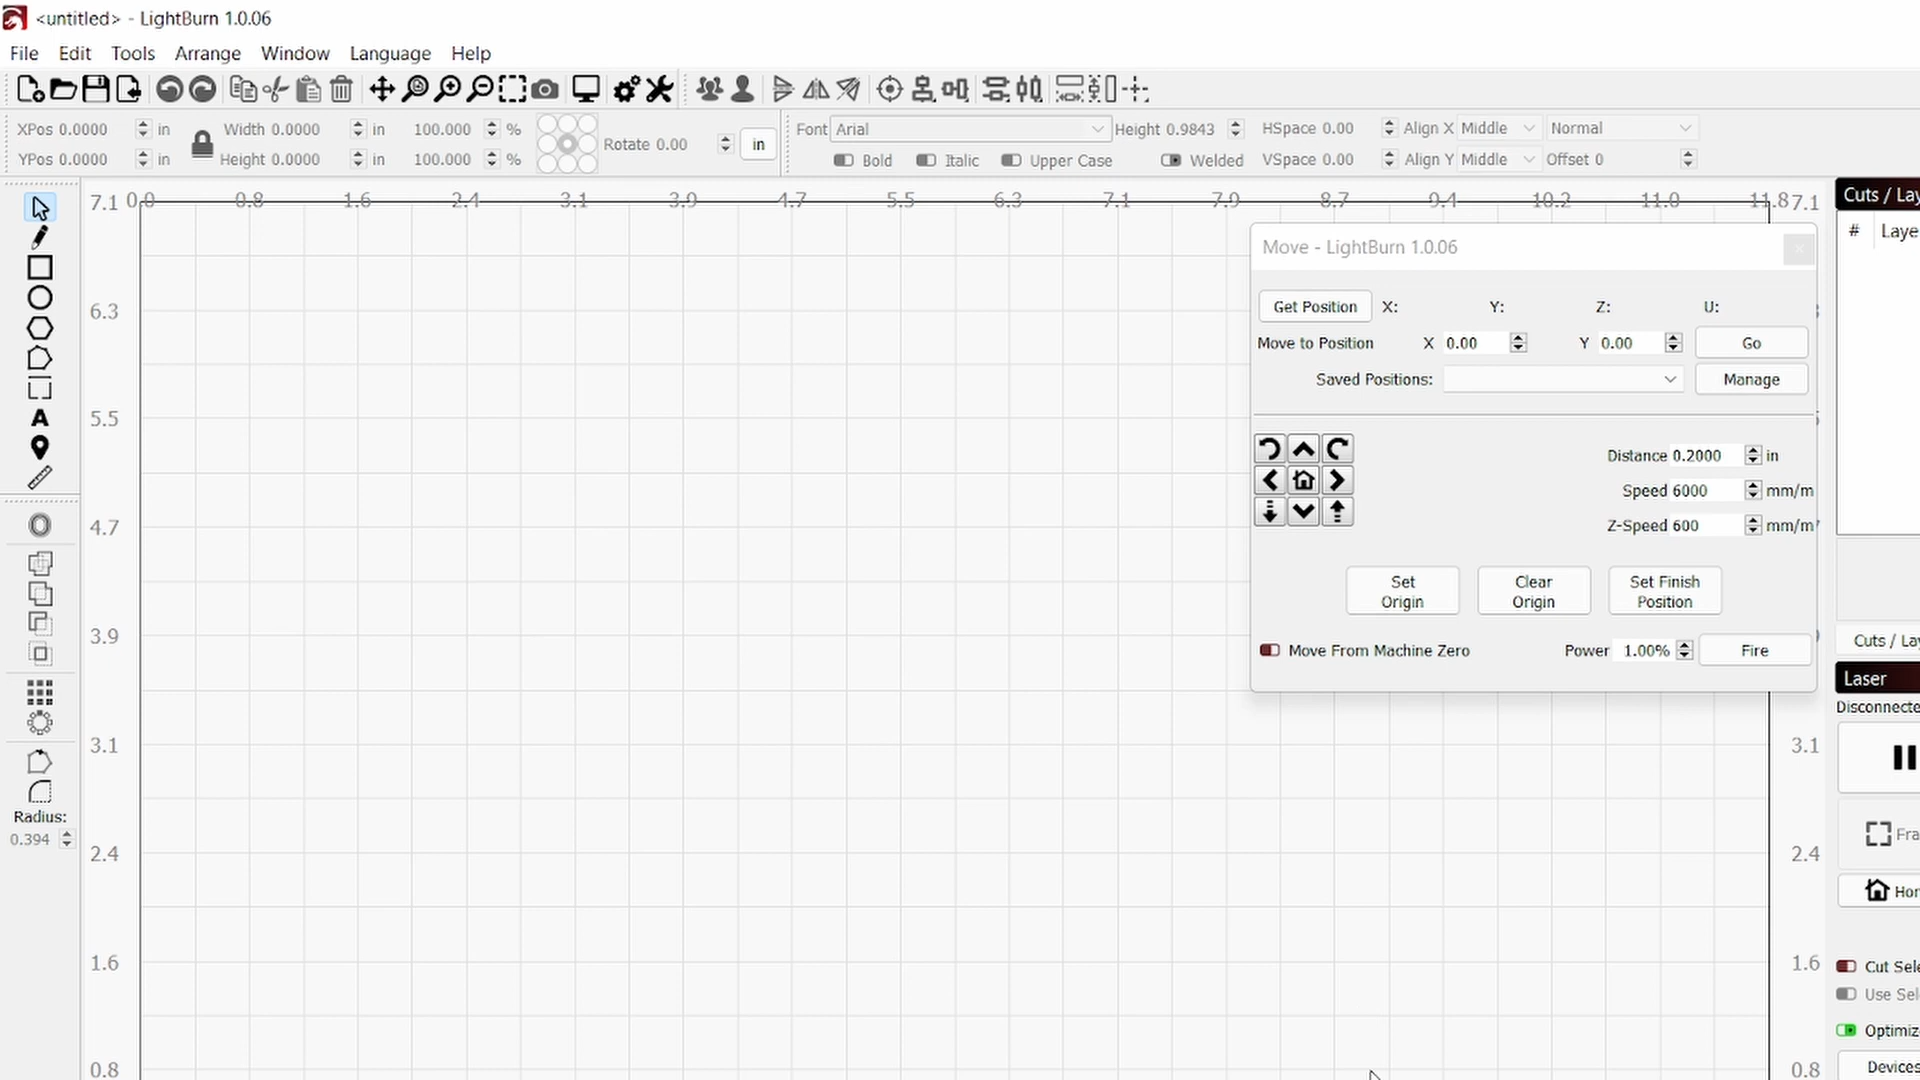 <untitled> - LightBurn 1.0.06
File Edit Tools Arrange Window Language Help
XPos 0.0000 in Width 0.0000 in 100.000 % Rotate 0.00 in Font Arial Height 0.9843 HSpace 0.00 Align X Middle Normal
YPos 0.0000 in Height 0.0000 in 100.000 % Bold Italic Upper Case Welded VSpace 0.00 Align Y Middle Offset 0
7.1 0.0 0.8 1.6 2.4 3.1 3.9 4.7 5.5 6.3 7.1 7.9 8.7 9.4 10.2 11.0 11.8 7.1
Cuts / Lay
# Laye
Move - LightBurn 1.0.06
Get Position X: Y: Z: U:
Move to Position X 0.00 Y 0.00 Go
Saved Positions: Manage
Distance 0.2000 in
Speed 6000 mm/m
Z-Speed 600 mm/m
Set Origin
Clear Origin
Set Finish Position
Move From Machine Zero Power 1.00% Fire
6.3
5.5
4.7
3.9
3.1 3.1
2.4 2.4
1.6 1.6
0.8 0.8
A
Radius:
0.394
Cuts / Lay
Laser
Disconnecte
Fra
Hor
Cut Sele
Use Sel
Optimiz
Devices